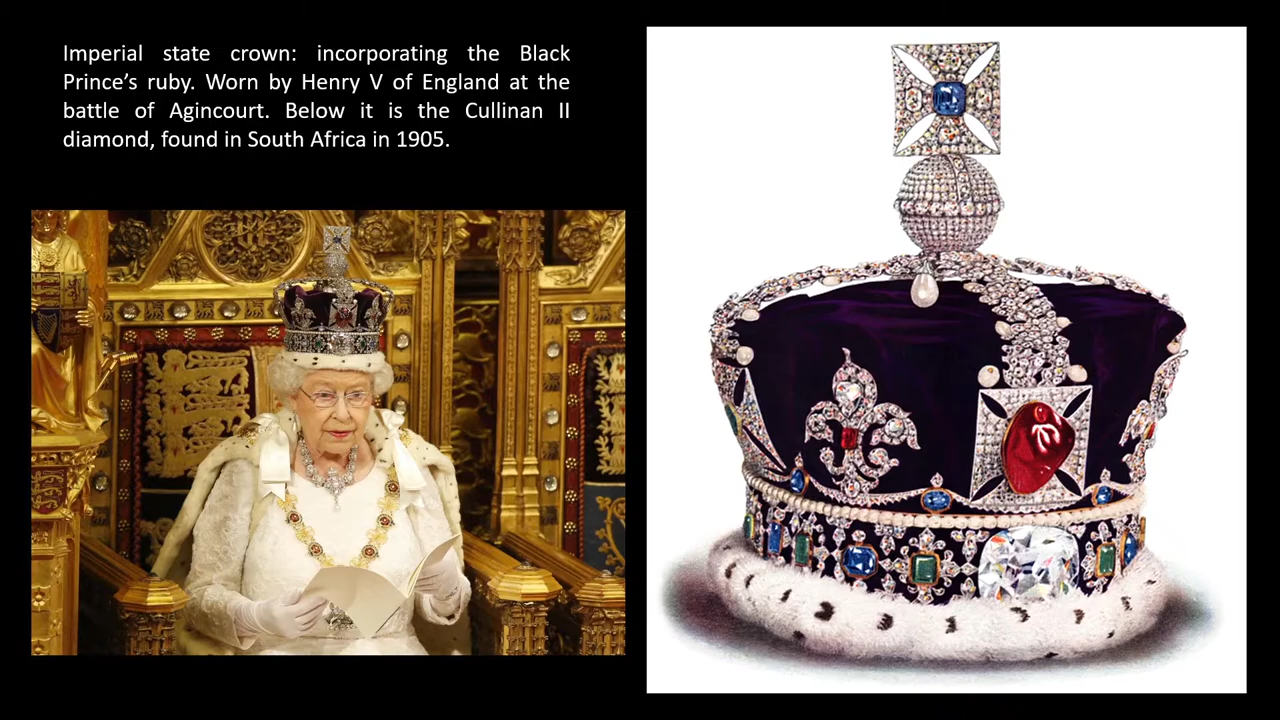 Imperial state crown: incorporating the Black
Prince’s ruby. Worn by Henry V of England at the
battle of Agincourt. Below it is the Cullinan II
diamond, found in South Africa in 1905.